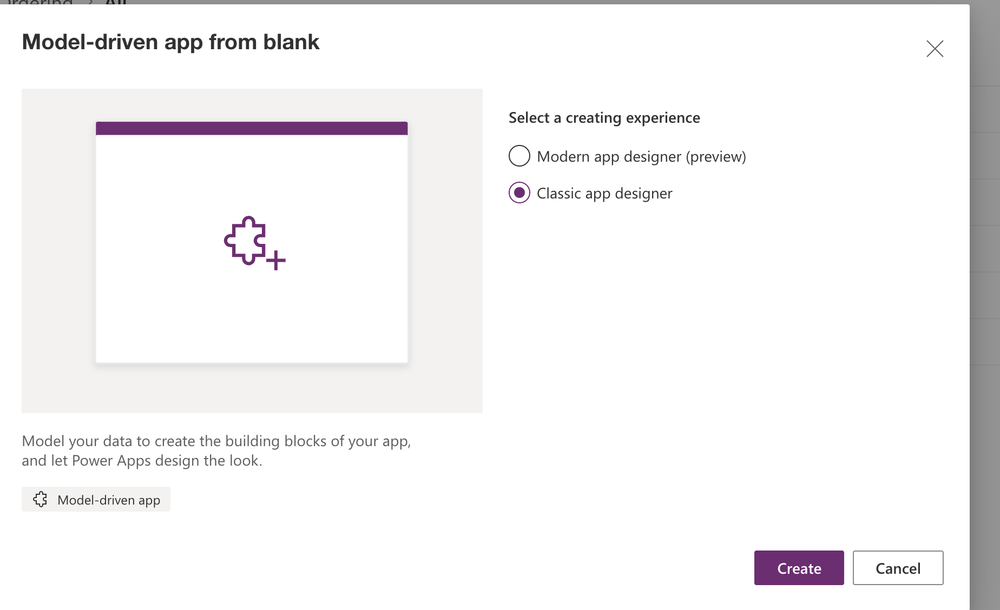 Ordering > All
Model-driven app from blank
Select a creating experience
Modern app designer (preview)
Classic app designer
Model your data to create the building blocks of your app,
and let Power Apps design the look.
Model-driven app
Create
Cancel